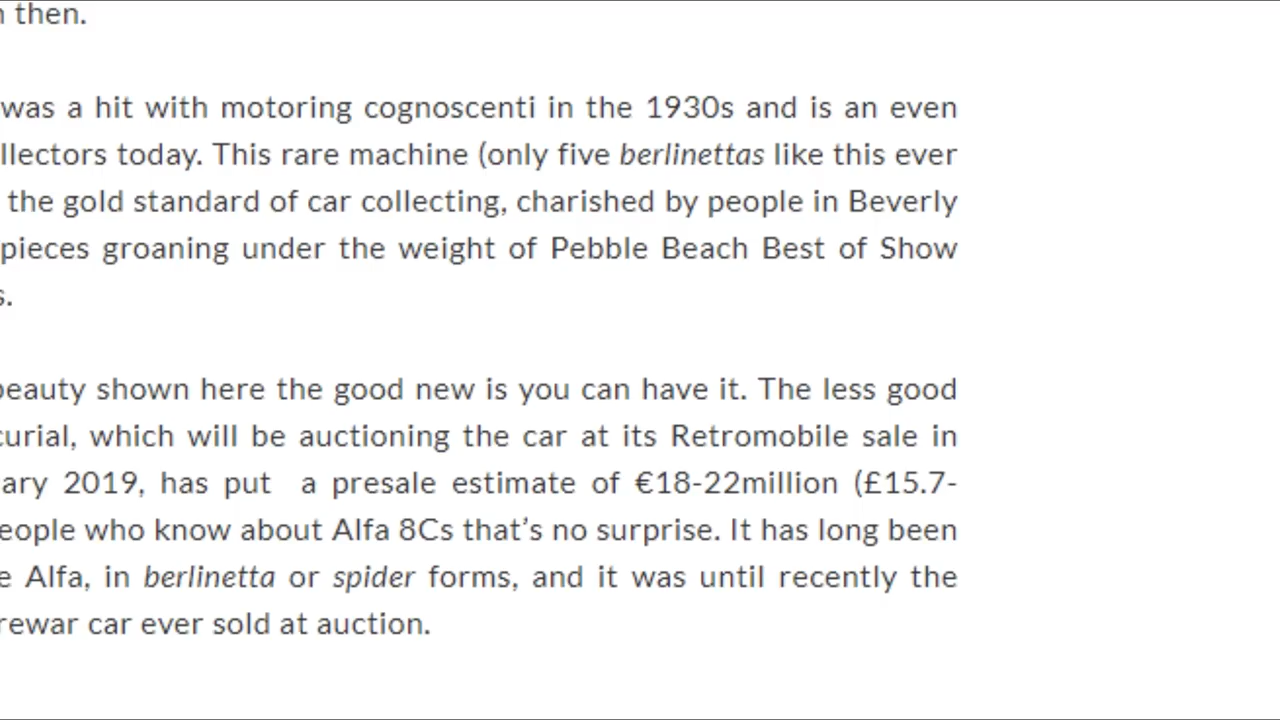 then.
was a hit with motoring cognoscenti in the 1930s and is an even
today. This rare machine (only five berlinettas like this ever
the gold standard of car collecting, charished by people in Beverly
pieces groaning under the weight of Pebble Beach Best of Show
beauty shown here the good new is you can have it. The less good
which will be auctioning the car at its Retromobile sale in
2019, has put  a presale estimate of €18-22million (£15.7-
who know about Alfa 8Cs that’s no surprise. It has long been
Alfa, in berlinetta or spider forms, and it was until recently the
car ever sold at auction.